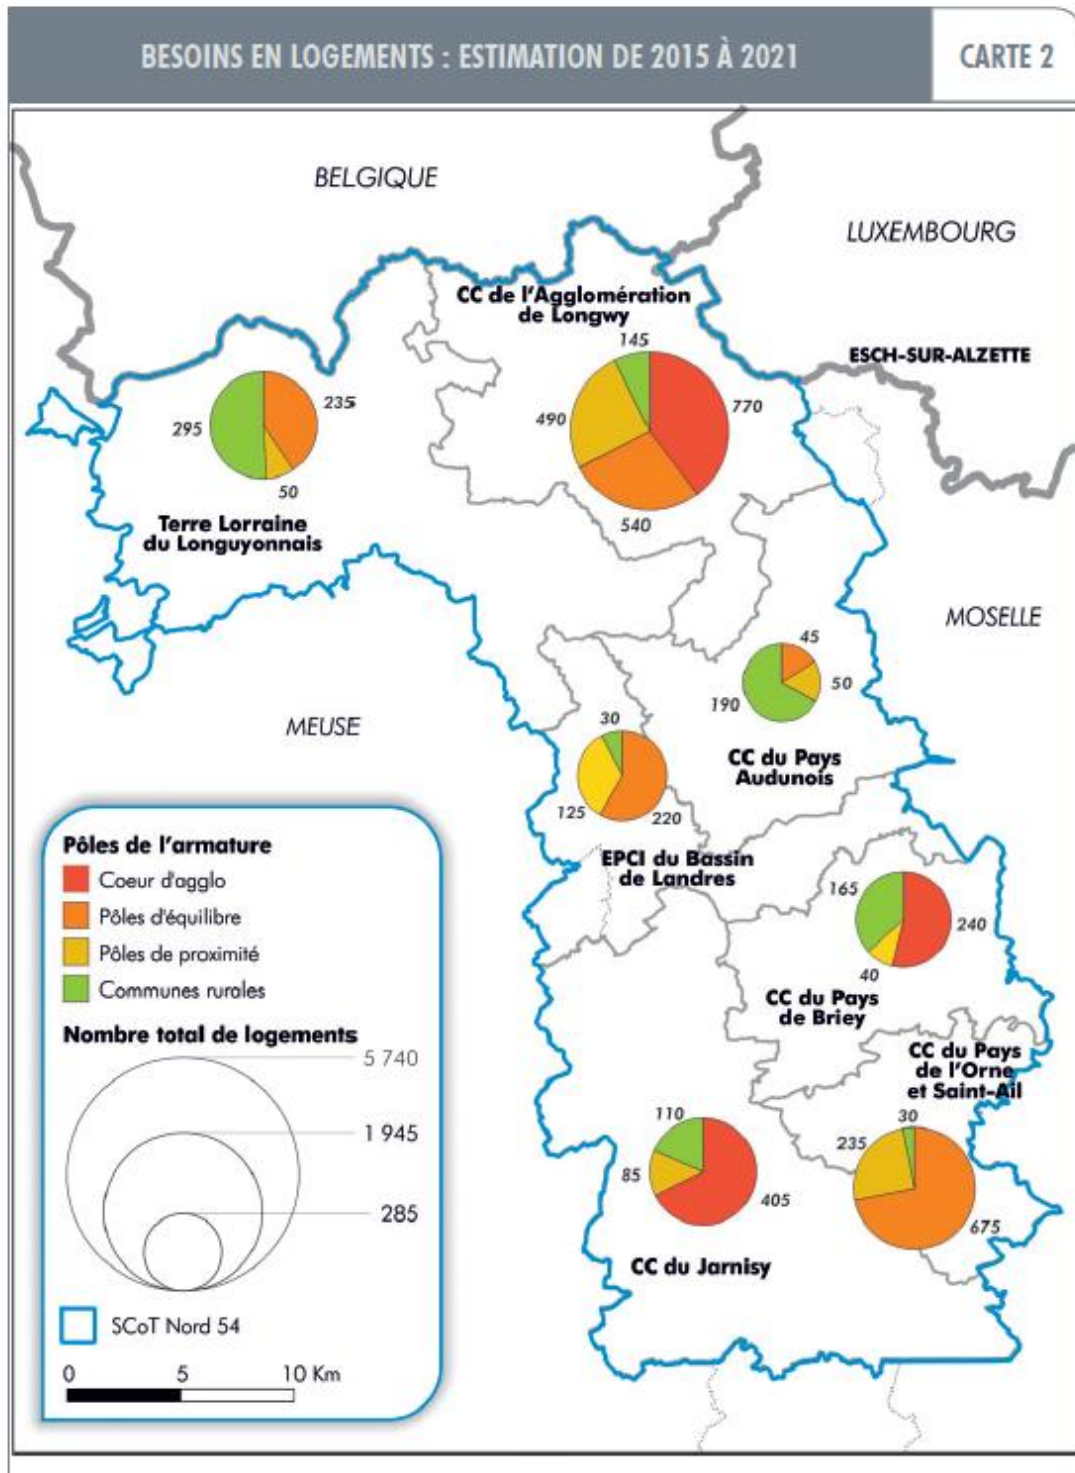 BESOINS EN LOGEMENTS : ESTIMATION DE 2015 À 2021
CARTE 2
BELGIQUE
LUXEMBOURG
CC de l'Agglomération
de Longwy
ESCH-SUR-ALZETTE
145
770
490
540
235
295
50
Terre Lorraine
du Longuyonnais
MOSELLE
MEUSE
45
50
190
CC du Pays
Audunois
30
125
220
EPCI du Bassin
de Landres
165
240
40
CC du Pays
de Briey
CC du Pays
de l'Orne
et Saint-Ail
30
235
675
110
85
405
CC du Jarnisy
Pôles de l'armature
Coeur d'agglo
Pôles d'équilibre
Pôles de proximité
Communes rurales
Nombre total de logements
5 740
1 945
285
SCoT Nord 54
0 5 10 Km